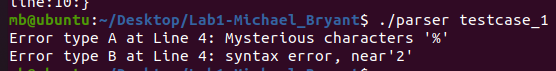 line:10:}
mb@ubuntu:~/Desktop/Lab1-Michael_Bryant$ ./parser testcase_1
Error type A at Line 4: Mysterious characters '%'
Error type B at Line 4: syntax error, near'2'